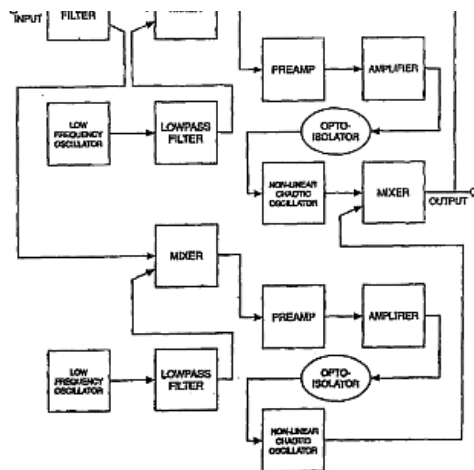 INPUT
FILTER
MIXER
PREAMP
AMPLIFIER
LOW
FREQUENCY
OSCILLATOR
LOWPASS
FILTER
OPTO-
ISOLATOR
NON-LINEAR
CHAOTIC
OSCILLATOR
MIXER
OUTPUT
MIXER
PREAMP
AMPLIFIER
LOW
FREQUENCY
OSCILLATOR
LOWPASS
FILTER
OPTO-
ISOLATOR
NON-LINEAR
CHAOTIC
OSCILLATOR